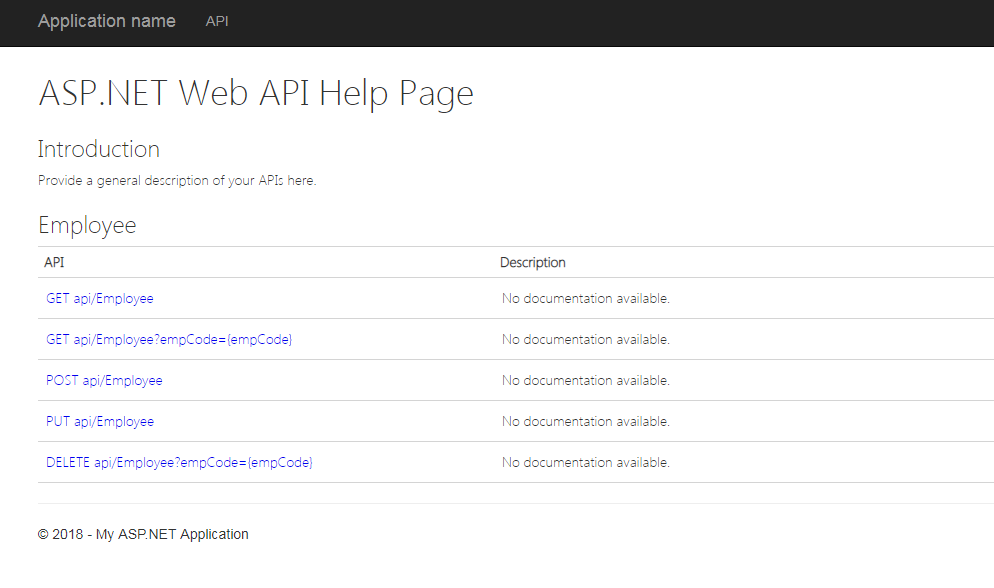 Application name API
ASP.NET Web API Help Page
Introduction
Provide a general description of your APIs here.
Employee
API Description
GET api/Employee No documentation available.
GET api/Employee?empCode={empCode} No documentation available.
POST api/Employee No documentation available.
PUT api/Employee No documentation available.
DELETE api/Employee?empCode={empCode} No documentation available.
© 2018 - My ASP.NET Application